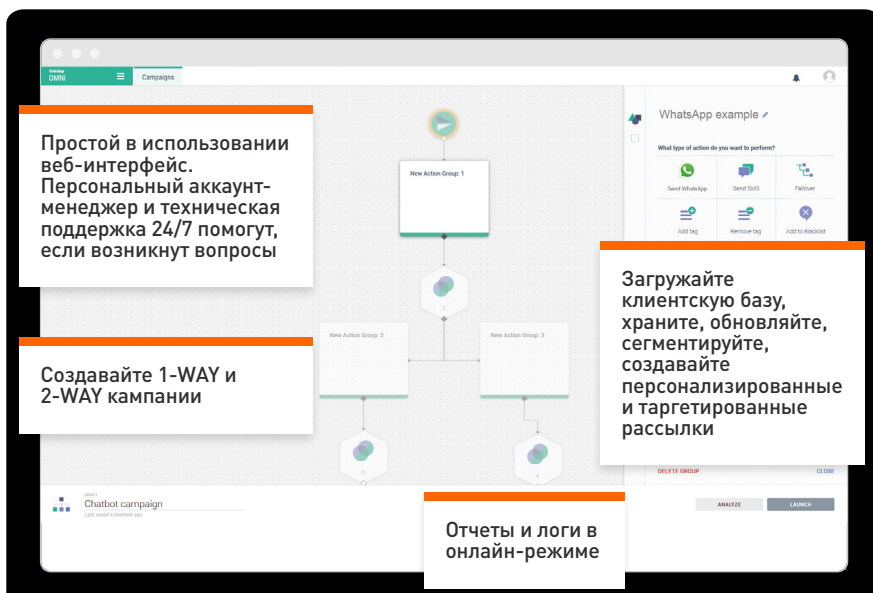 OMNI
Campaigns
Простой в использовании
веб-интерфейс.
Персональный аккаунт-
менеджер и техническая
поддержка 24/7 помогут,
если возникнут вопросы
New Action Group: 1
WhatsApp example
What type of action do you want to perform?
Send WhatsApp
Send SMS
Failover
Add tag
Remove tag
Add to Blacklist
Загружайте
клиентскую базу,
храните, обновляйте,
сегментируйте,
создавайте
персонализированные
и таргетированные
рассылки
New Action Group: 2
New Action Group: 3
Создавайте 1-WAY и
2-WAY кампании
DELETE GROUP
CLOSE
Chatbot campaign
Last saved a moment ago
ANALYZE
LAUNCH
Отчеты и логи в
онлайн-режиме